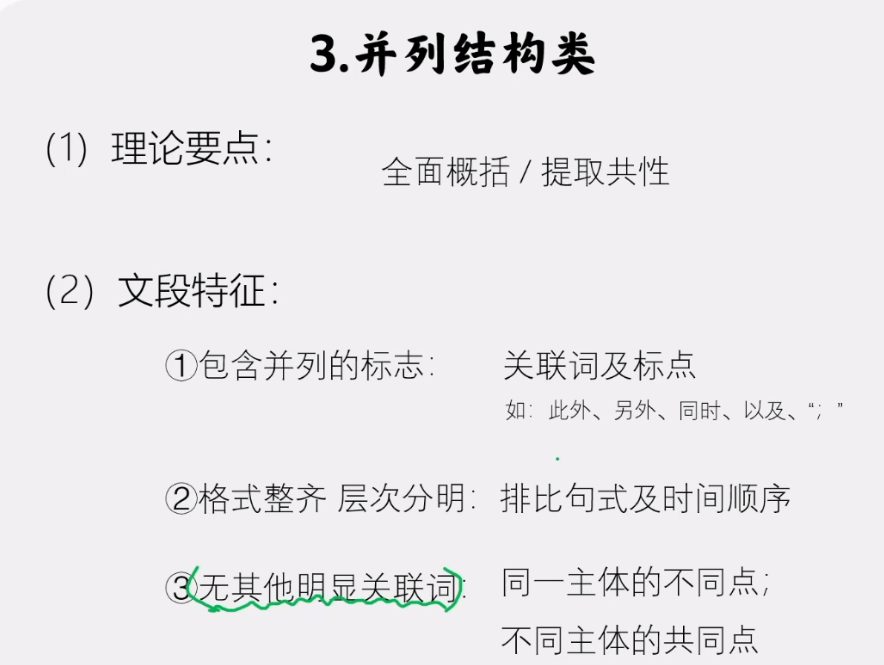 3.并列结构类
(1) 理论要点：
全面概括 / 提取共性
(2) 文段特征：
①包含并列的标志： 关联词及标点
如：此外、另外、同时、以及、“；”
②格式整齐 层次分明： 排比句式及时间顺序
③(无其他明显关联词)： 同一主体的不同点；
不同主体的共同点